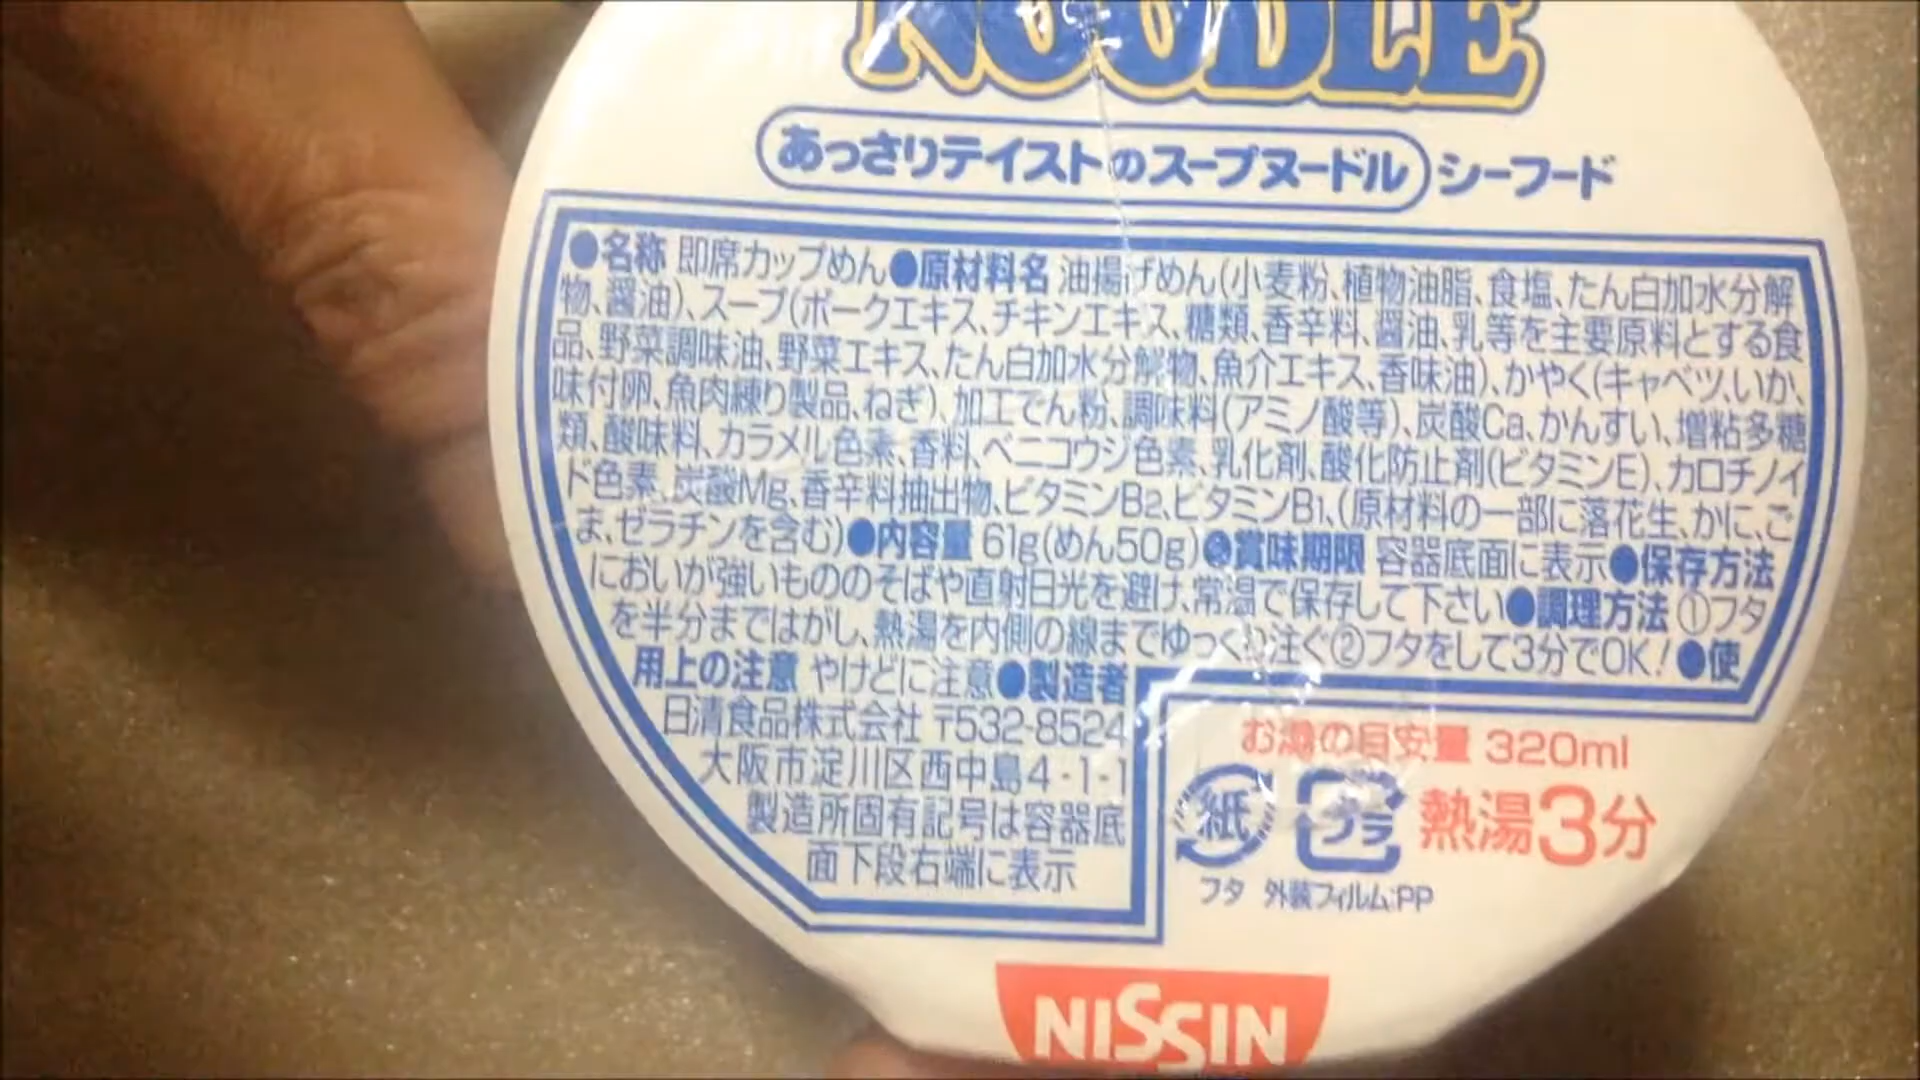 NOODLE
あっさりテイストのスープヌードル シーフード
●名称 即席カップめん●原材料名 油揚げめん(小麦粉、植物油脂、食塩、たん白加水分解
物、醤油)、スープ(ポークエキス、チキンエキス、糖類、香辛料、醤油、乳等を主要原料とする食
品、野菜調味油、野菜エキス、たん白加水分解物、魚介エキス、香味油)、かやく(キャベツ、いか、
味付卵、魚肉練り製品、ねぎ)、加工でん粉、調味料(アミノ酸等)、炭酸Ca、かんすい、増粘多糖
類、酸味料、カラメル色素、香料、ベニコウジ色素、乳化剤、酸化防止剤(ビタミンE)、カロチノイ
ド色素、炭酸Mg、香辛料抽出物、ビタミンB2、ビタミンB1、(原材料の一部に落花生、かに、ご
ま、ゼラチンを含む)●内容量 61g(めん50g)●賞味期限 容器底面に表示●保存方法
においが強いもののそばや直射日光を避け、常温で保存して下さい●調理方法 ①フタ
を半分まではがし、熱湯を内側の線までゆっくり注ぐ②フタをして3分でOK!●使
用上の注意 やけどに注意●製造者
日清食品株式会社 〒532-8524
大阪市淀川区西中島4-1-1
製造所固有記号は容器底
面下段右端に表示
お湯の目安量 320ml
紙 プラ 熱湯3分
フタ 外装フィルム:PP
NISSIN